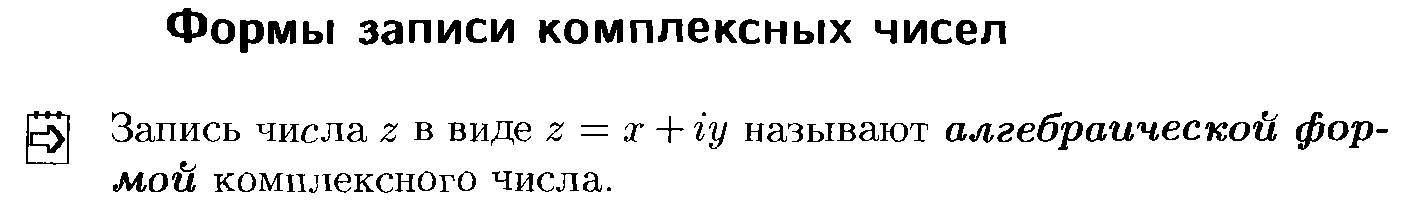 Формы записи комплексных чисел
Запись числа z в виде z = x + iy называют алгебраической фор-
мой комплексного числа.